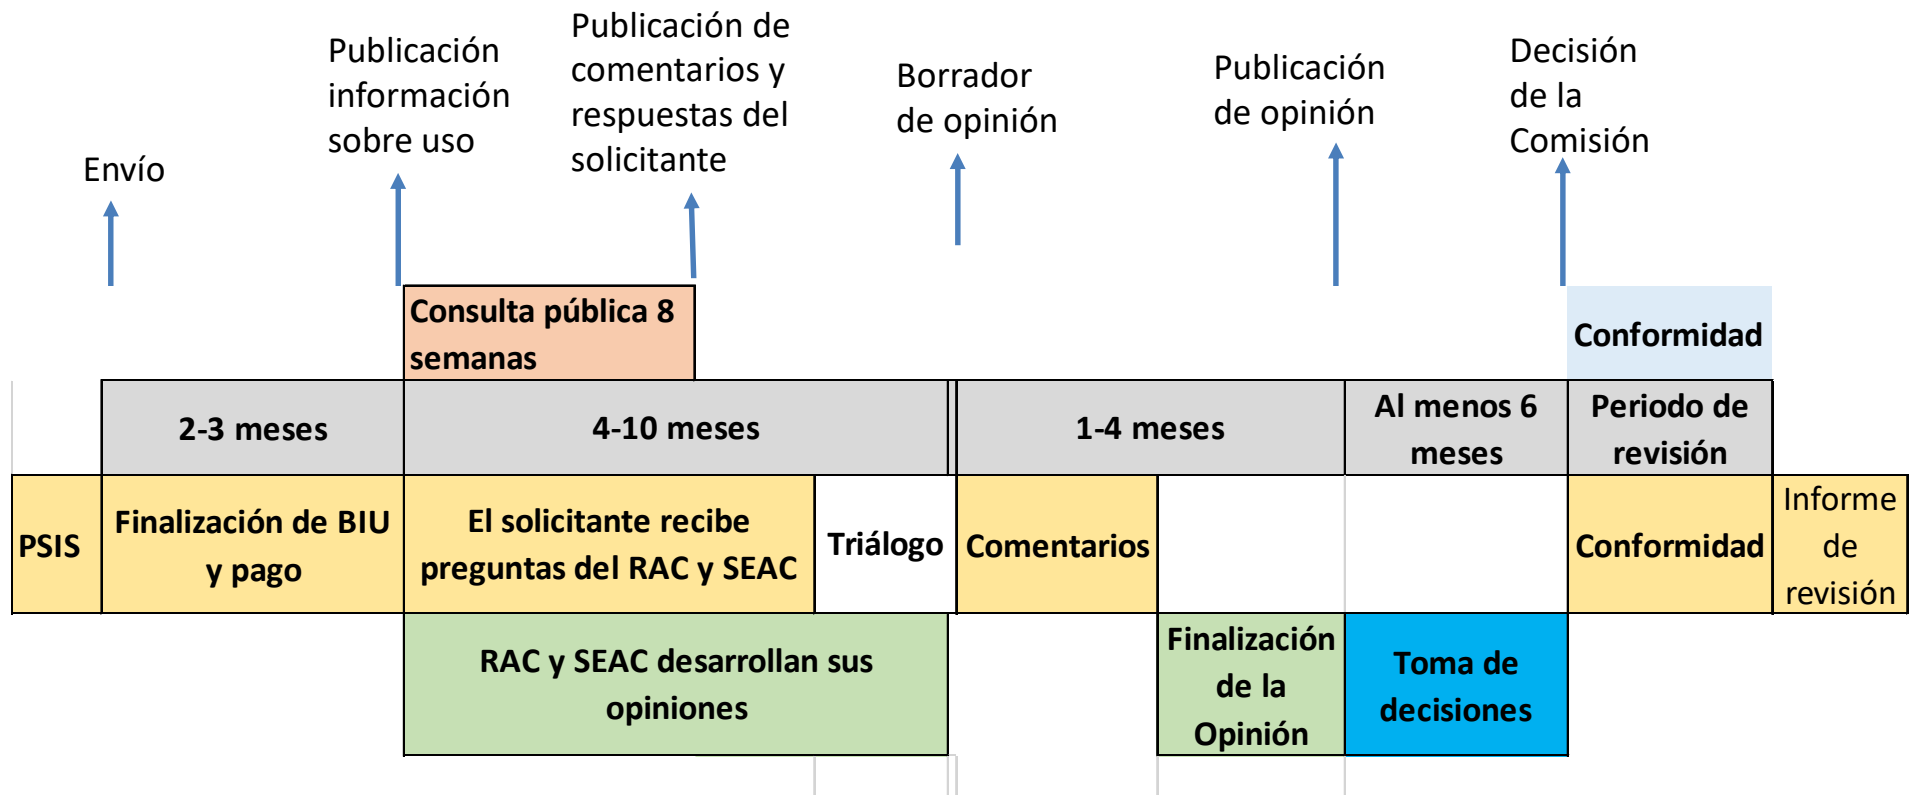 Envío
Publicación
información
sobre uso
Publicación de
comentarios y
respuestas del
solicitante
Borrador
de opinión
Publicación
de opinión
Decisión
de la
Comisión
Consulta pública 8
semanas
Conformidad
2-3 meses
4-10 meses
1-4 meses
Al menos 6
meses
Periodo de
revisión
PSIS
Finalización de BIU
y pago
El solicitante recibe
preguntas del RAC y SEAC
Triálogo
Comentarios
Conformidad
Informe
de
revisión
RAC y SEAC desarrollan sus
opiniones
Finalización
de la
Opinión
Toma de
decisiones